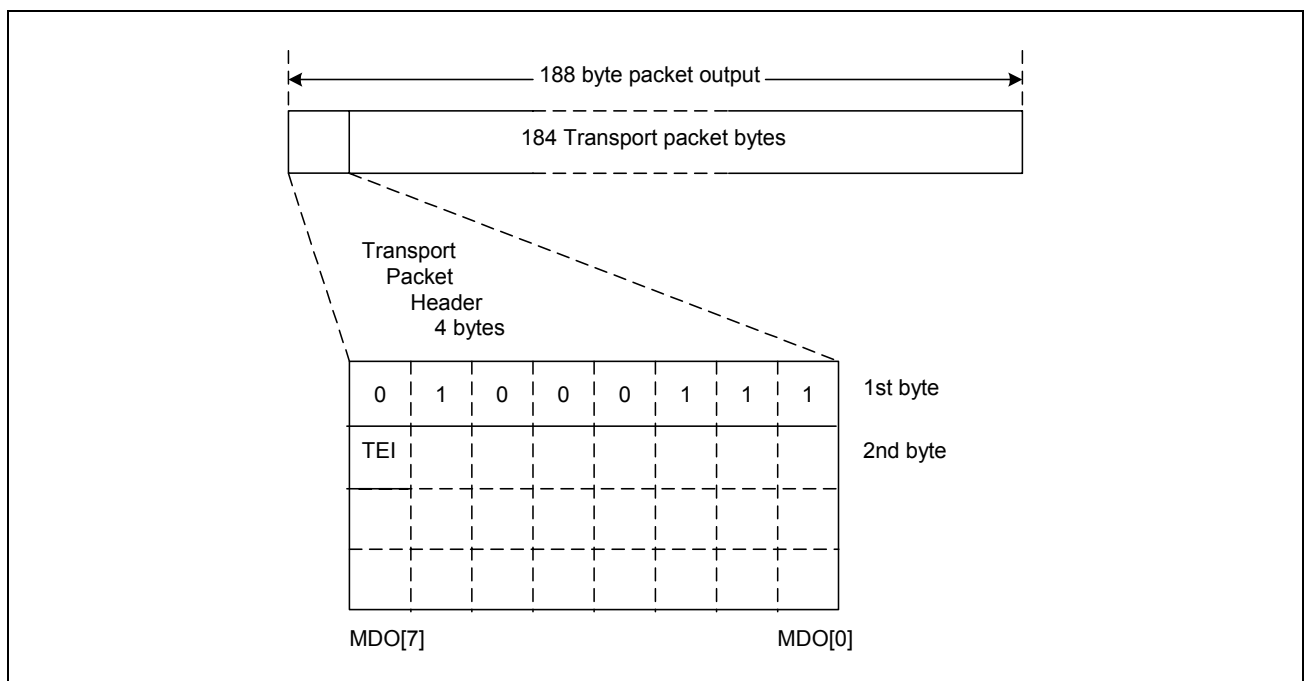 188 byte packet output
184 Transport packet bytes
Transport
Packet
Header
4 bytes
0 1 0 0 0 1 1 1 1st byte
TEI 2nd byte
MDO[7] MDO[0]